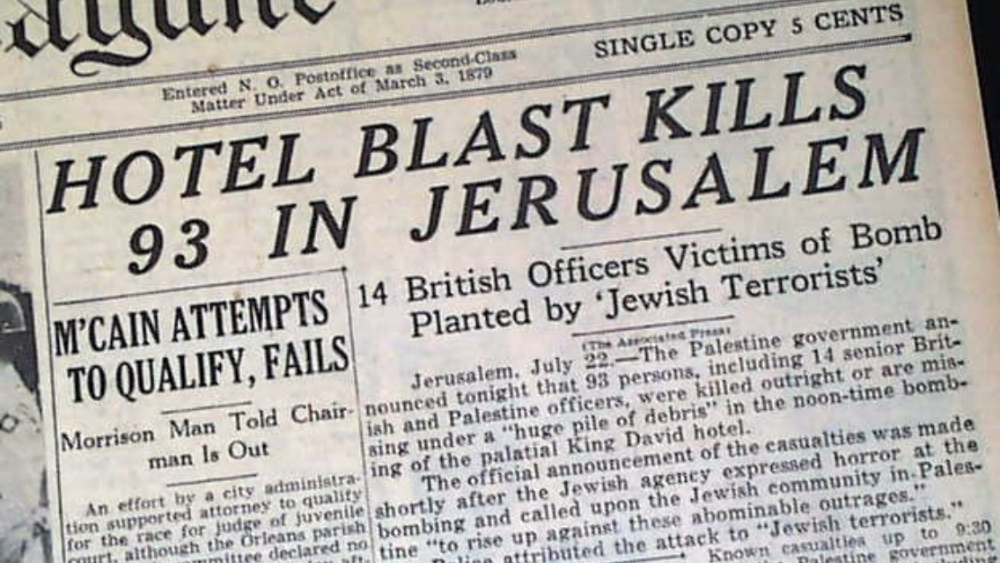 Entered N. O. Postoffice as Second-Class
Matter Under Act of March 3, 1879
SINGLE COPY 5 CENTS
HOTEL BLAST KILLS
93 IN JERUSALEM
M'CAIN ATTEMPTS
TO QUALIFY, FAILS
Morrison Man Told Chair-
man Is Out
An effort by a city administra-
tion supported attorney to qualify
for the race for judge of juvenile
court, although the Orleans parish
declared no
14 British Officers Victims of Bomb
Planted by 'Jewish Terrorists'
(The Associated Press)
Jerusalem, July 22.—The Palestine government an-
nounced tonight that 93 persons, including 14 senior Brit-
ish and Palestine officers, were killed outright or are mis-
sing under a "huge pile of debris" in the noon-time bomb-
ing of the palatial King David hotel.
The official announcement of the casualties was made
shortly after the Jewish agency expressed horror at the
bombing and called upon the Jewish community in Pales-
tine "to rise up against these abominable outrages."
Police attributed the attack to "Jewish terrorists."
Known casualties up to 9:30
Palestine government